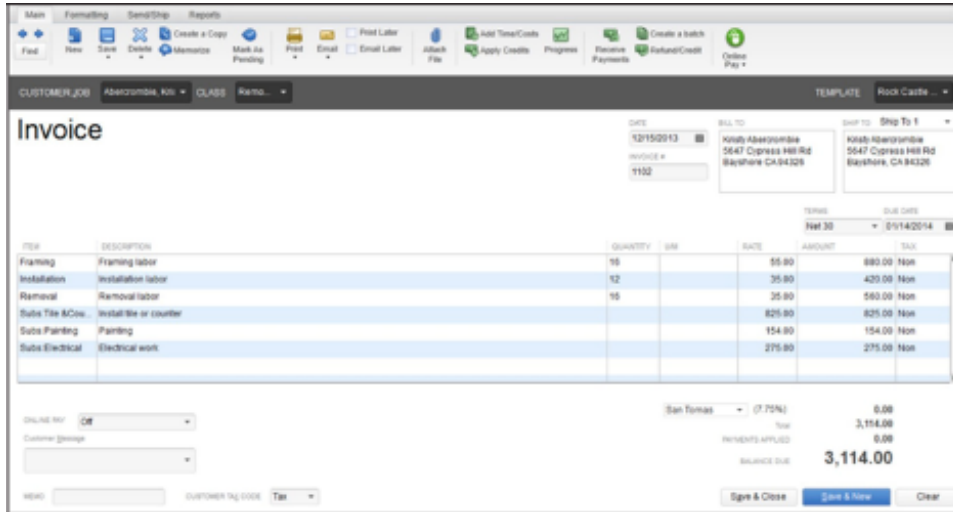 Main Formatting Send/Ship Reports
Find New Save Delete Create a Copy Memorize Mark As Pending Print Email Print Later Email Later Attach File Add Time/Costs Apply Credits Progress Receive Payments Create a batch Refund/Credit Online Pay
CUSTOMER:JOB Abercrombie, Kris CLASS Remo... TEMPLATE Rock Castle ...
Invoice
DATE BILL TO SHIP TO Ship To 1
12/15/2013 Kristy Abercrombie Kristy Abercrombie
5647 Cypress Hill Rd 5647 Cypress Hill Rd
INVOICE # Bayshore CA 94326 Bayshore, CA 94326
1102
TERMS DUE DATE
Net 30 01/14/2014
ITEM DESCRIPTION QUANTITY U/M RATE AMOUNT TAX
Framing Framing labor 16 55.00 880.00 Non
Installation Installation labor 12 35.00 420.00 Non
Removal Removal labor 16 35.00 560.00 Non
Subs:Tile &Cou... Install tile or counter 825.00 825.00 Non
Subs:Painting Painting 154.00 154.00 Non
Subs:Electrical Electrical work 275.00 275.00 Non
San Tomas (7.75%) 0.00
ONLINE PAY Off Total 3,114.00
Customer Message PAYMENTS APPLIED 0.00
BALANCE DUE 3,114.00
MEMO CUSTOMER TAX CODE Tax Save & Close Save & New Clear